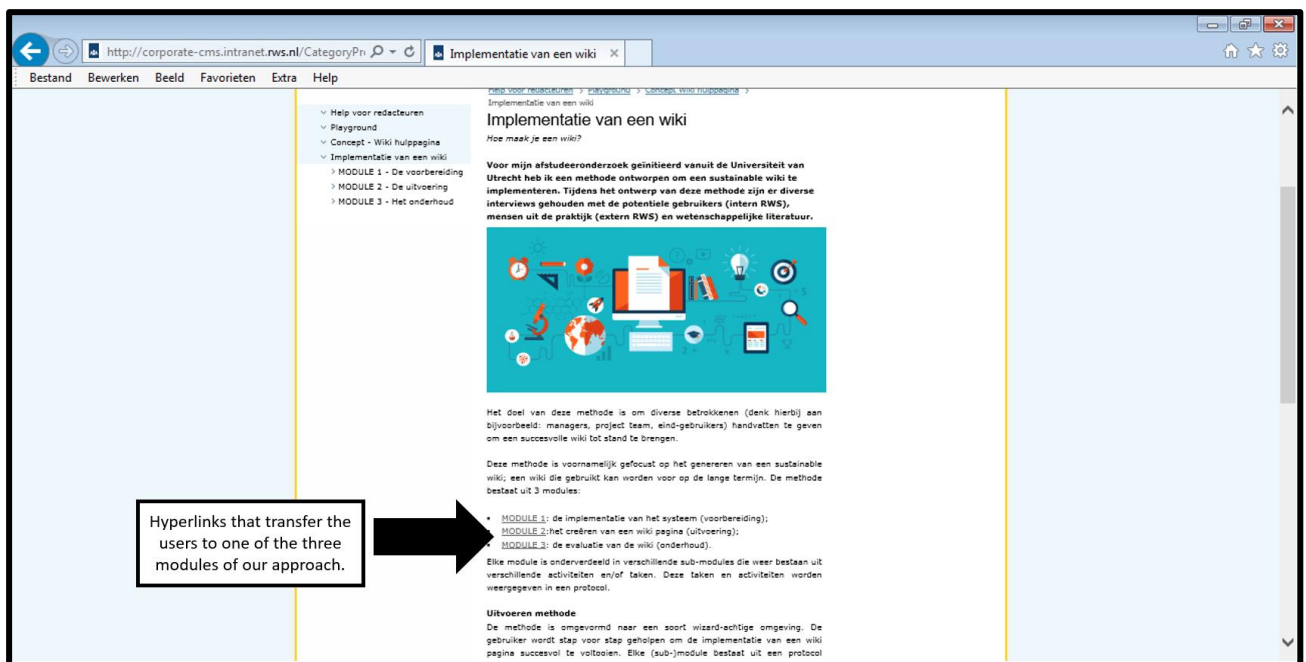 http://corporate-cms.intranet.rws.nl/CategoryPr
Implementatie van een wiki
Bestand Bewerken Beeld Favorieten Extra Help
Help voor redacteuren > Playground > Concept Wiki hulppagina >
Implementatie van een wiki
Help voor redacteuren
Playground
Concept - Wiki hulppagina
Implementatie van een wiki
> MODULE 1 - De voorbereiding
> MODULE 2 - De uitvoering
> MODULE 3 - Het onderhoud
Implementatie van een wiki
Hoe maak je een wiki?
Voor mijn afstudeeronderzoek geïnitieerd vanuit de Universiteit van
Utrecht heb ik een methode ontworpen om een sustainable wiki te
implementeren. Tijdens het ontwerp van deze methode zijn er diverse
interviews gehouden met de potentiele gebruikers (intern RWS),
mensen uit de praktijk (extern RWS) en wetenschappelijke literatuur.
Het doel van deze methode is om diverse betrokkenen (denk hierbij aan
bijvoorbeeld: managers, project team, eind-gebruikers) handvatten te geven
om een succesvolle wiki tot stand te brengen.
Deze methode is voornamelijk gefocust op het genereren van een sustainable
wiki; een wiki die gebruikt kan worden voor op de lange termijn. De methode
bestaat uit 3 modules:
Hyperlinks that transfer the
users to one of the three
modules of our approach.
• MODULE 1: de implementatie van het systeem (voorbereiding);
MODULE 2:het creëren van een wiki pagina (uitvoering);
• MODULE 3: de evaluatie van de wiki (onderhoud).
Elke module is onderverdeeld in verschillende sub-modules die weer bestaan uit
verschillende activiteiten en/of taken. Deze taken en activiteiten worden
weergegeven in een protocol.
Uitvoeren methode
De methode is omgevormd naar een soort wizard-achtige omgeving. De
gebruiker wordt stap voor stap geholpen om de implementatie van een wiki
pagina succesvol te voltooien. Elke (sub-)module bestaat uit een protocol